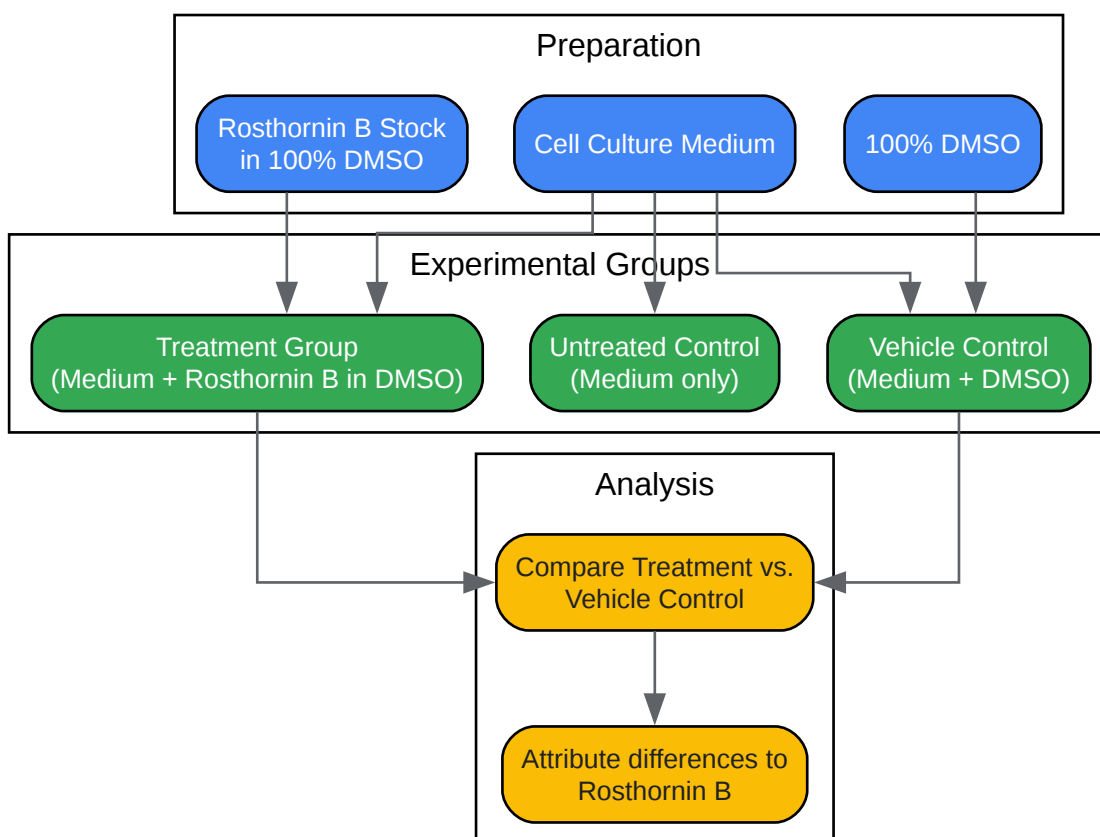 Preparation
Rosthornin B Stock
in 100% DMSO
Cell Culture Medium
100% DMSO
Experimental Groups
Treatment Group
(Medium + Rosthornin B in DMSO)
Untreated Control
(Medium only)
Vehicle Control
(Medium + DMSO)
Analysis
Compare Treatment vs.
Vehicle Control
Attribute differences to
Rosthornin B